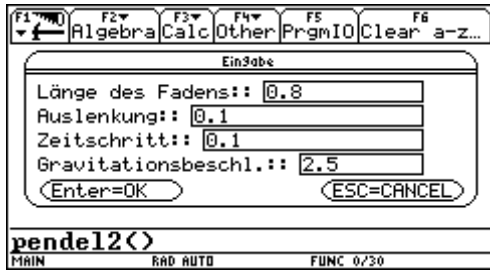 F1 F2 F3 F4 F5 F6
Algebra Calc Other PrgmIO Clear a-z…
Eingabe
Länge des Fadens:: 0.8
Auslenkung:: 0.1
Zeitschritt:: 0.1
Gravitationsbeschl.:: 2.5
Enter=OK ESC=CANCEL
pendel2()
MAIN RAD AUTO FUNC 0/30